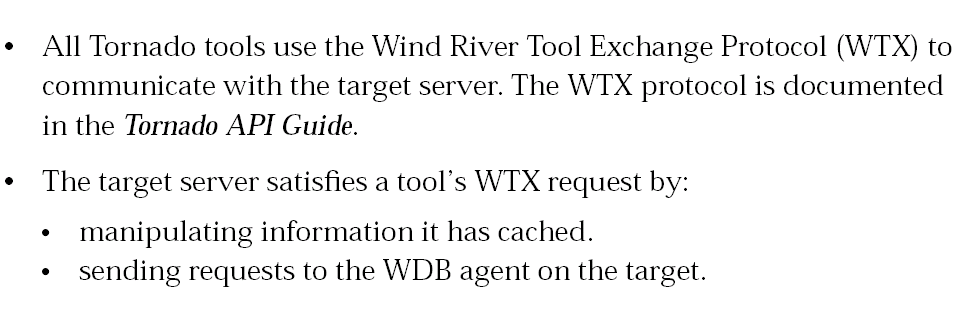 • All Tornado tools use the Wind River Tool Exchange Protocol (WTX) to
communicate with the target server. The WTX protocol is documented
in the Tornado API Guide.
• The target server satisfies a tool’s WTX request by:
• manipulating information it has cached.
• sending requests to the WDB agent on the target.